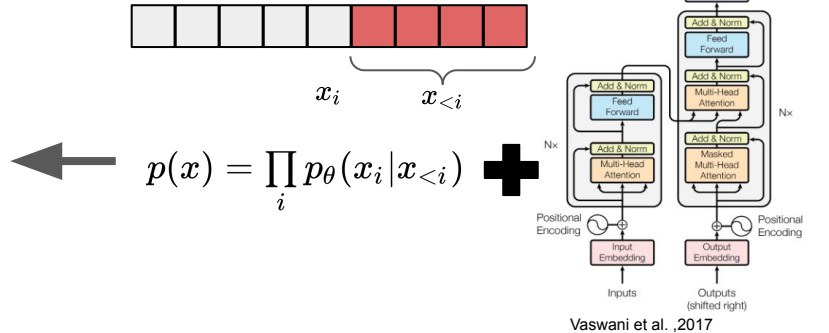 x_i
x_{<i}
p(x) = ∏_i p_θ(x_i|x_{<i})
Add & Norm
Feed
Forward
Add & Norm
Multi-Head
Attention
N×
Positional
Encoding
Input
Embedding
Inputs
Add & Norm
Feed
Forward
Add & Norm
Multi-Head
Attention
Add & Norm
Masked
Multi-Head
Attention
N×
Positional
Encoding
Output
Embedding
Outputs
(shifted right)
Vaswani et al. ,2017